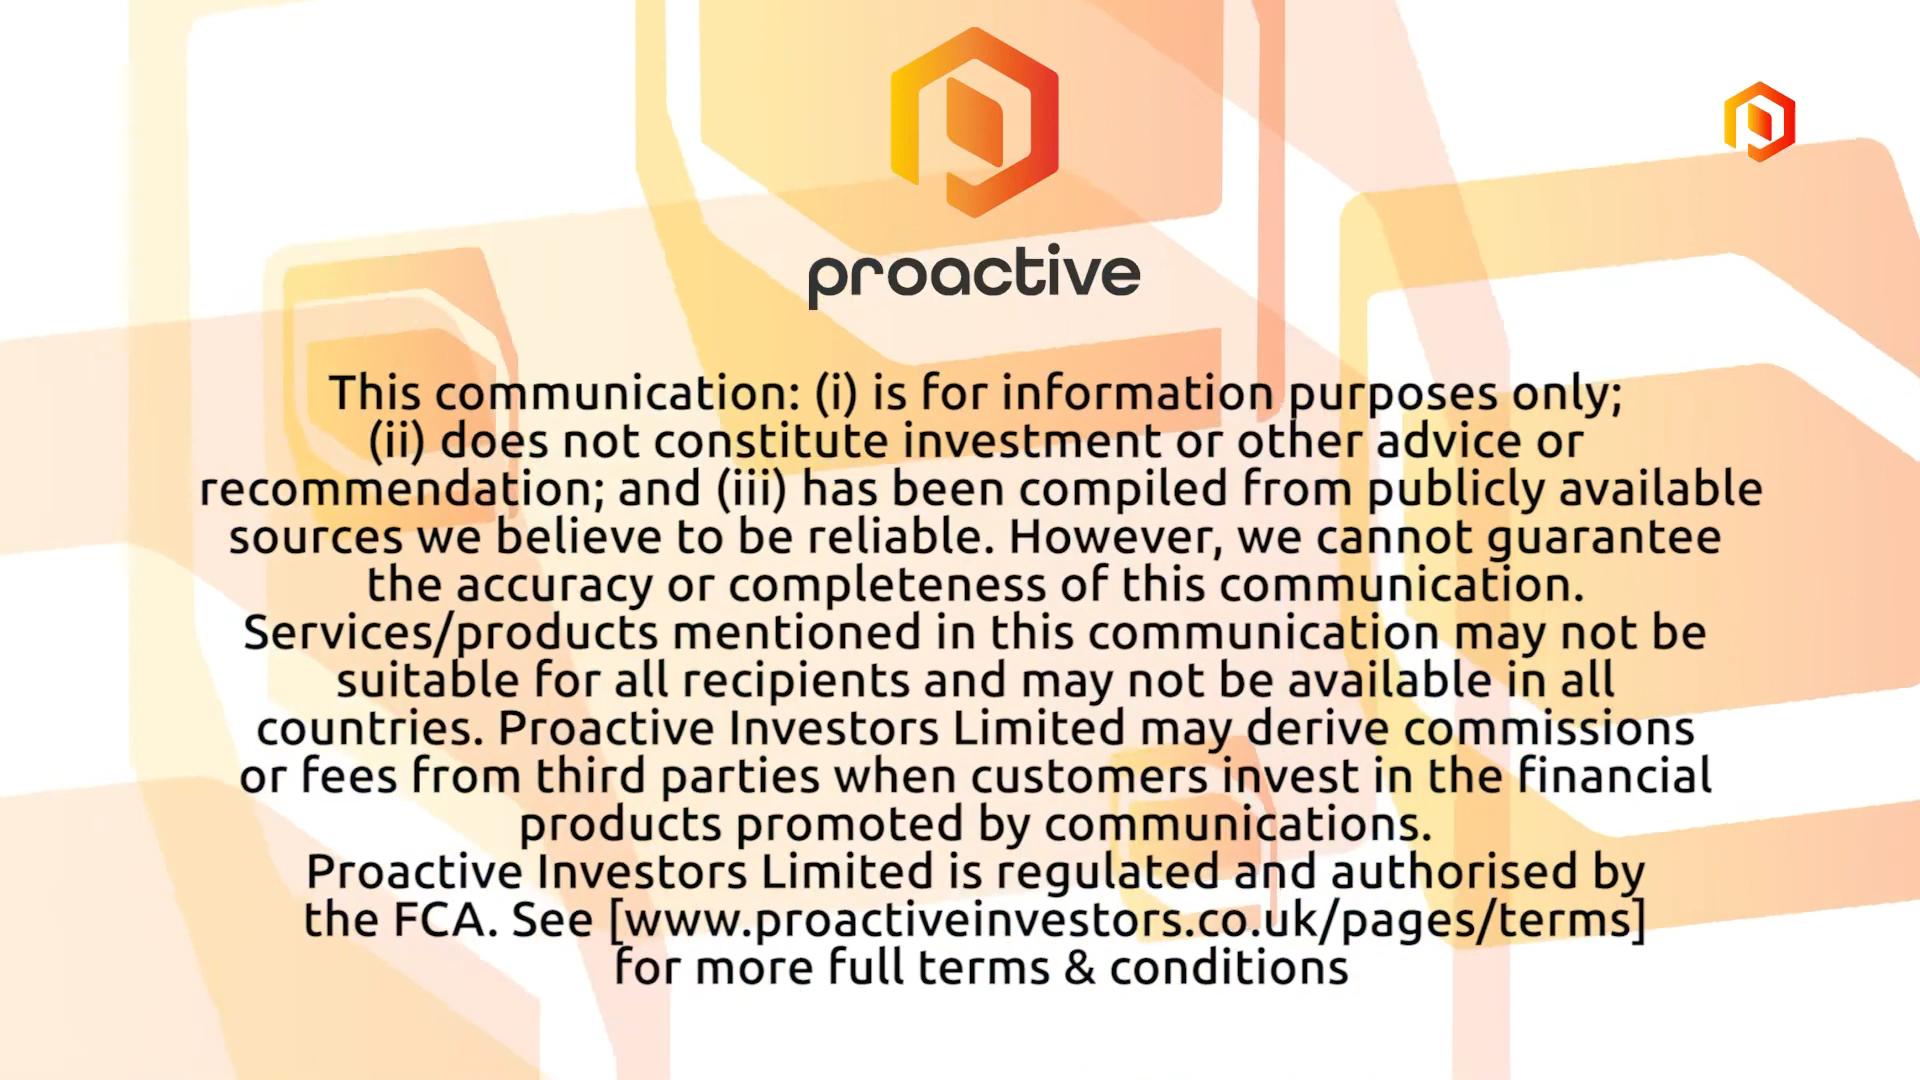 proactive
This communication: (i) is for information purposes only;
(ii) does not constitute investment or other advice or
recommendation; and (iii) has been compiled from publicly available
sources we believe to be reliable. However, we cannot guarantee
the accuracy or completeness of this communication.
Services/products mentioned in this communication may not be
suitable for all recipients and may not be available in all
countries. Proactive Investors Limited may derive commissions
or fees from third parties when customers invest in the financial
products promoted by communications.
Proactive Investors Limited is regulated and authorised by
the FCA. See [www.proactiveinvestors.co.uk/pages/terms]
for more full terms & conditions